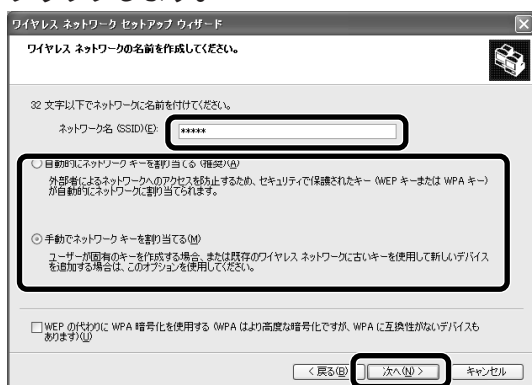 ワイヤレス ネットワーク セットアップ ウィザード
ワイヤレス ネットワークの名前を作成してください。
32 文字以下でネットワークに名前を付けてください。
ネットワーク名 (SSID)(E): *****
自動的にネットワーク キーを割り当てる (推奨)(A)
外部者によるネットワークへのアクセスを防止するため、セキュリティで保護されたキー (WEP キーまたは WPA キー)
が自動的にネットワークに割り当てられます。
手動でネットワーク キーを割り当てる(M)
ユーザーが固有のキーを作成する場合、または既存のワイヤレス ネットワークに古いキーを使用して新しいデバイス
を追加する場合は、このオプションを使用してください。
WEP の代わりに WPA 暗号化を使用する (WPA はより高度な暗号化ですが、WPA に互換性がないデバイスも
あります)(U)
< 戻る(B) 次へ(N) > キャンセル